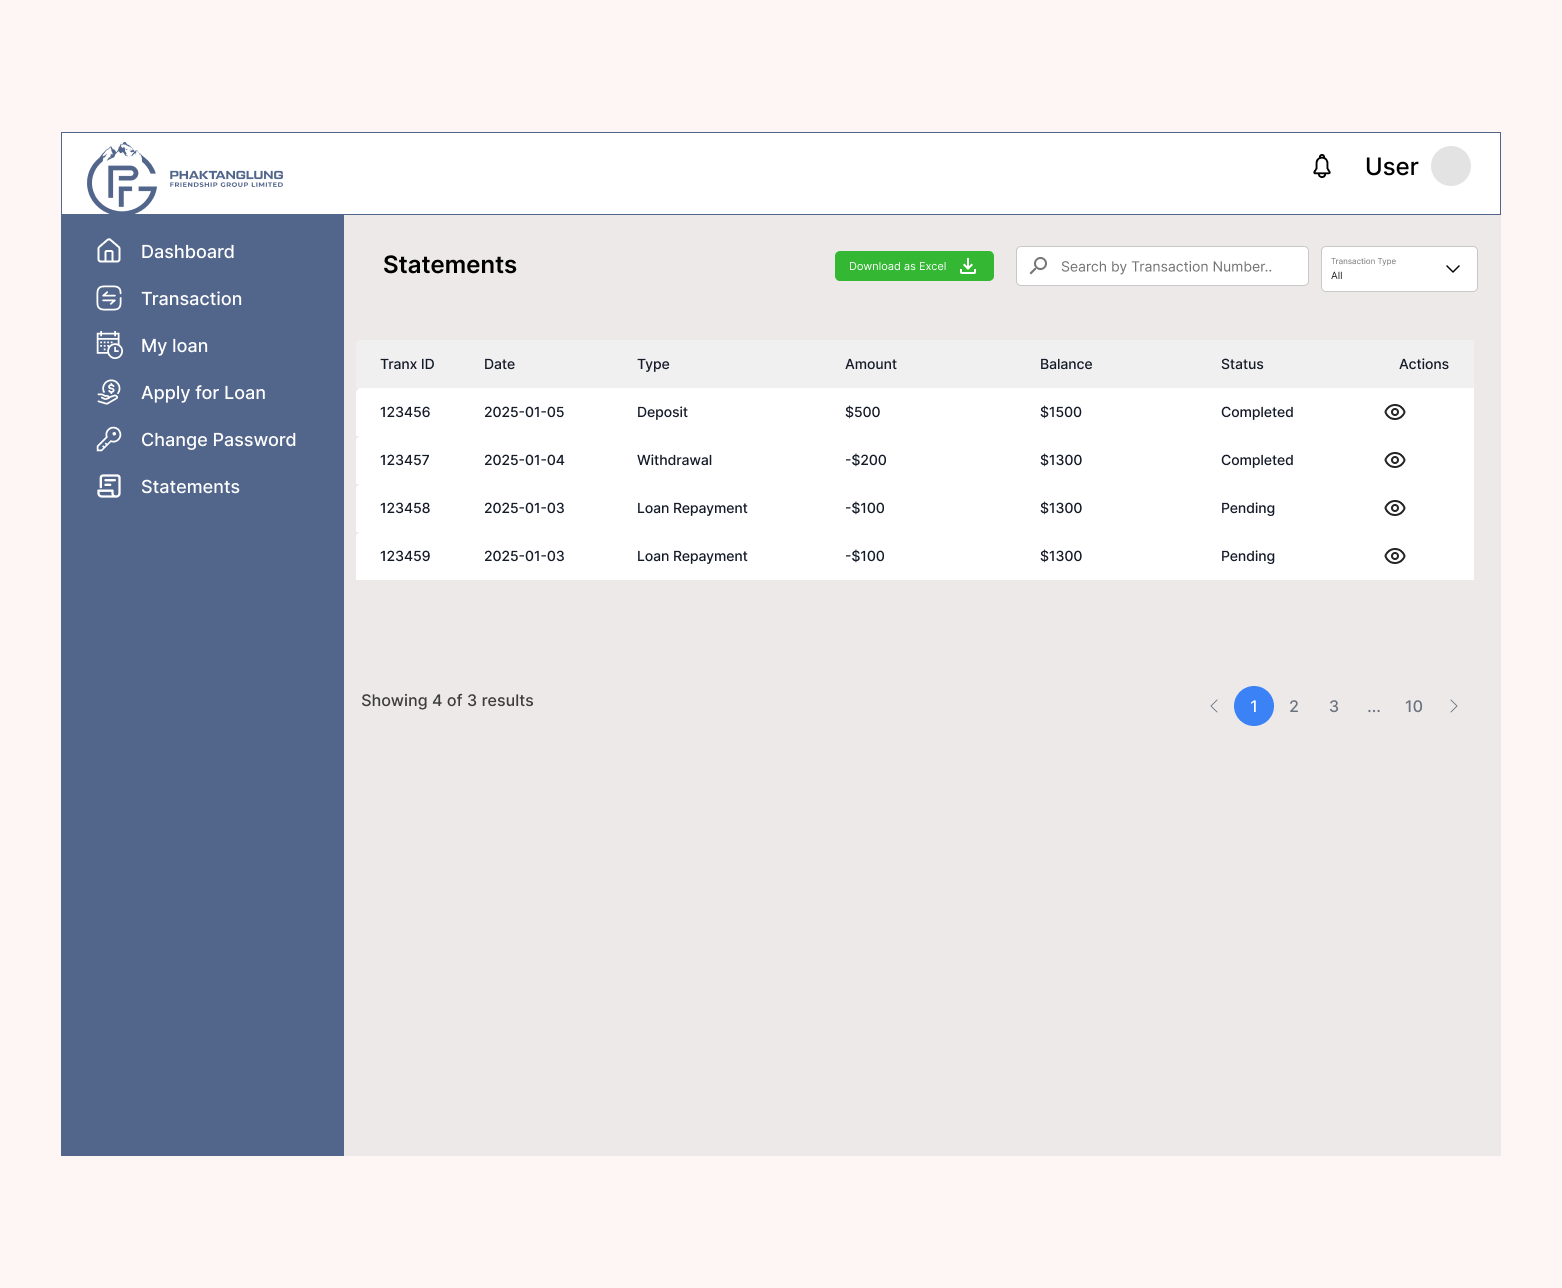 PHAKTANGLUNG
FRIENDSHIP GROUP LIMITED
User
Dashboard
Transaction
My loan
Apply for Loan
Change Password
Statements
Statements
Download as Excel
Search by Transaction Number..
Transaction Type
All
Tranx ID Date Type Amount Balance Status Actions
123456 2025-01-05 Deposit $500 $1500 Completed
123457 2025-01-04 Withdrawal -$200 $1300 Completed
123458 2025-01-03 Loan Repayment -$100 $1300 Pending
123459 2025-01-03 Loan Repayment -$100 $1300 Pending
Showing 4 of 3 results
1 2 3 ... 10